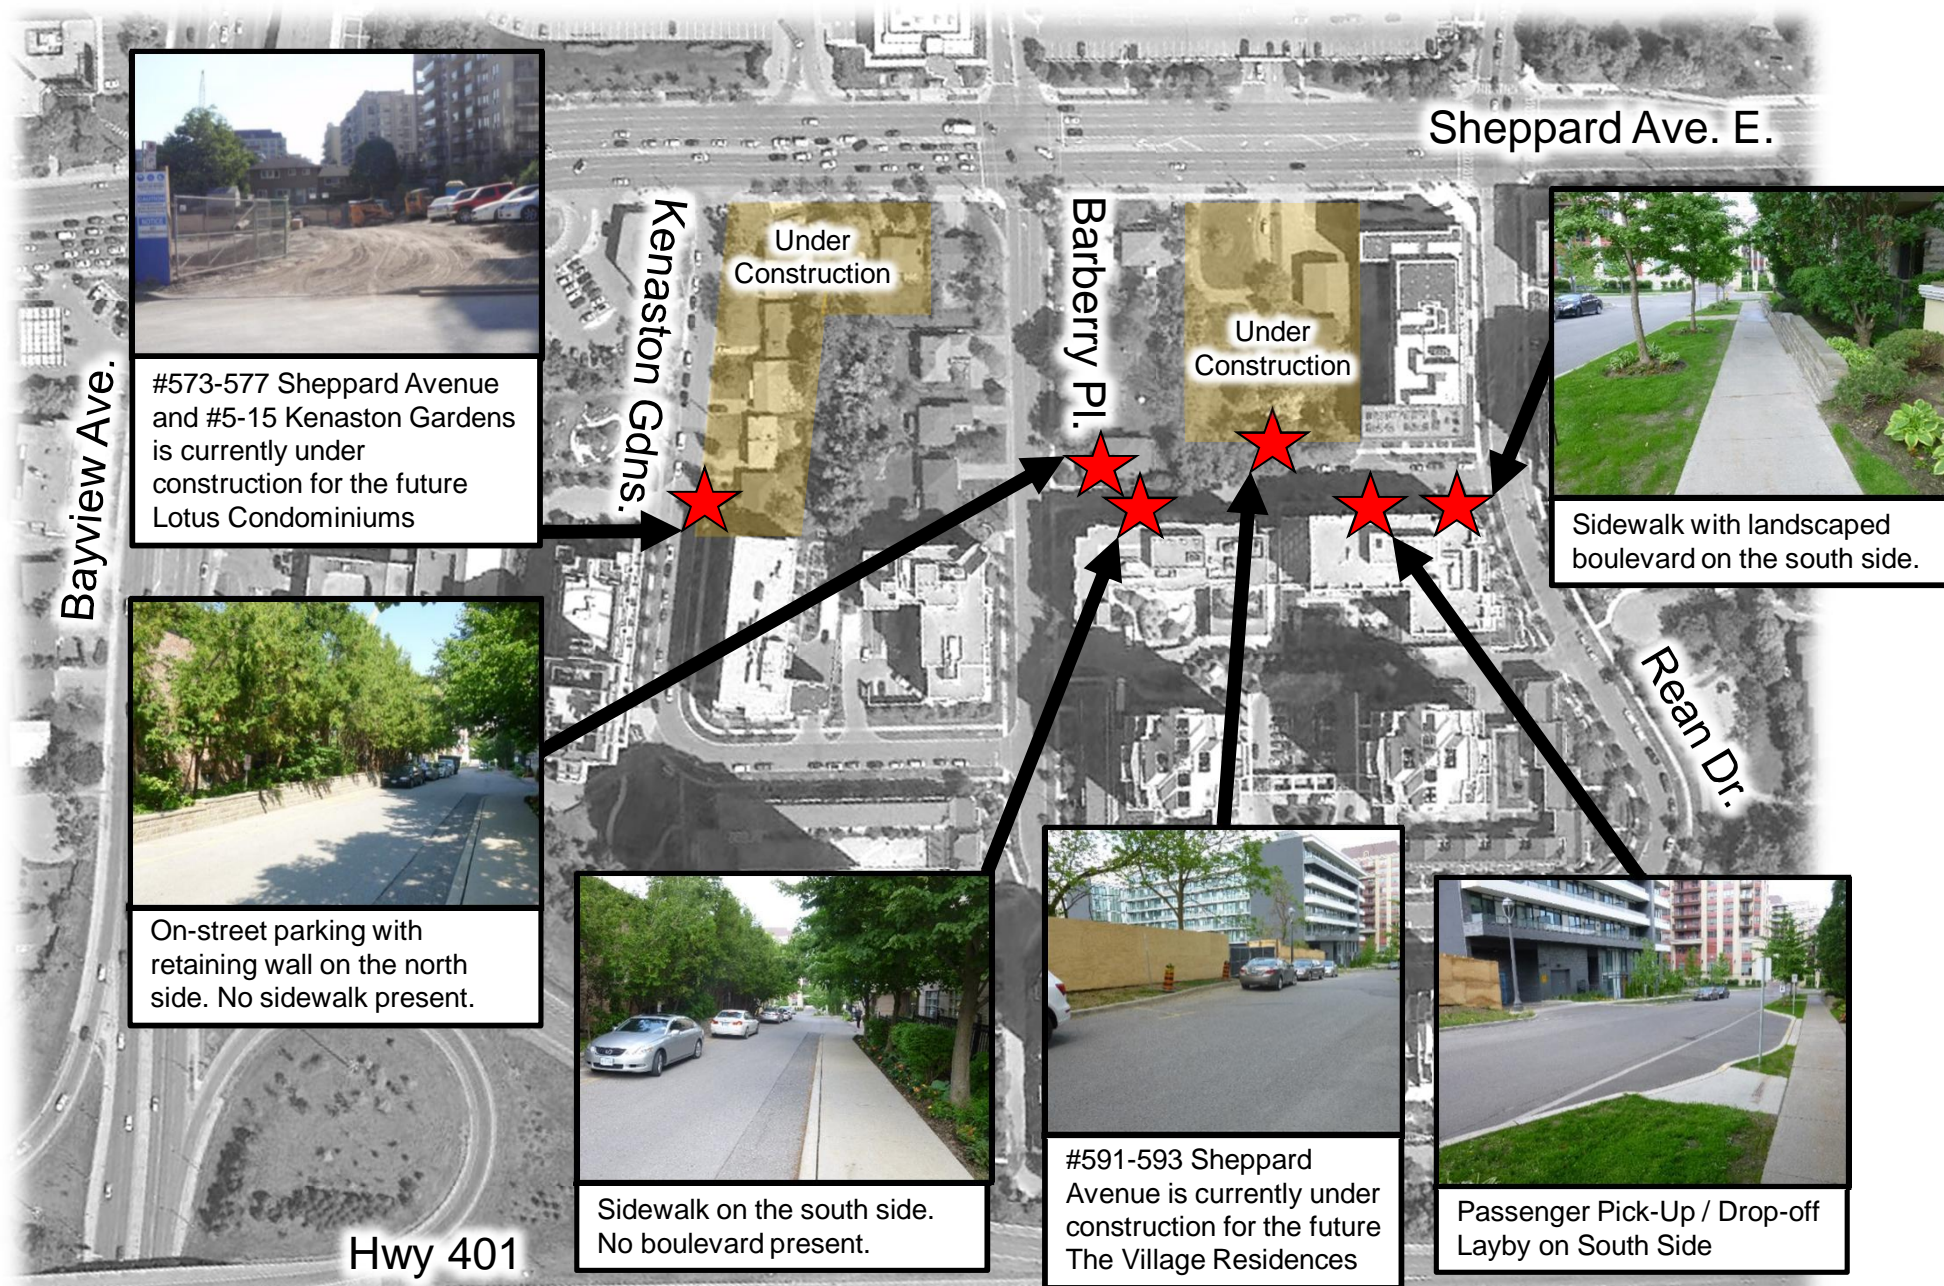 Sheppard Ave. E.
Kenaston Gdns.
Barberry Pl.
Bayview Ave.
Rean Dr.
Hwy 401
Under
Construction
Under
Construction
#573-577 Sheppard Avenue
and #5-15 Kenaston Gardens
is currently under
construction for the future
Lotus Condominiums
Sidewalk with landscaped
boulevard on the south side.
On-street parking with
retaining wall on the north
side. No sidewalk present.
Sidewalk on the south side.
No boulevard present.
#591-593 Sheppard
Avenue is currently under
construction for the future
The Village Residences
Passenger Pick-Up / Drop-off
Layby on South Side